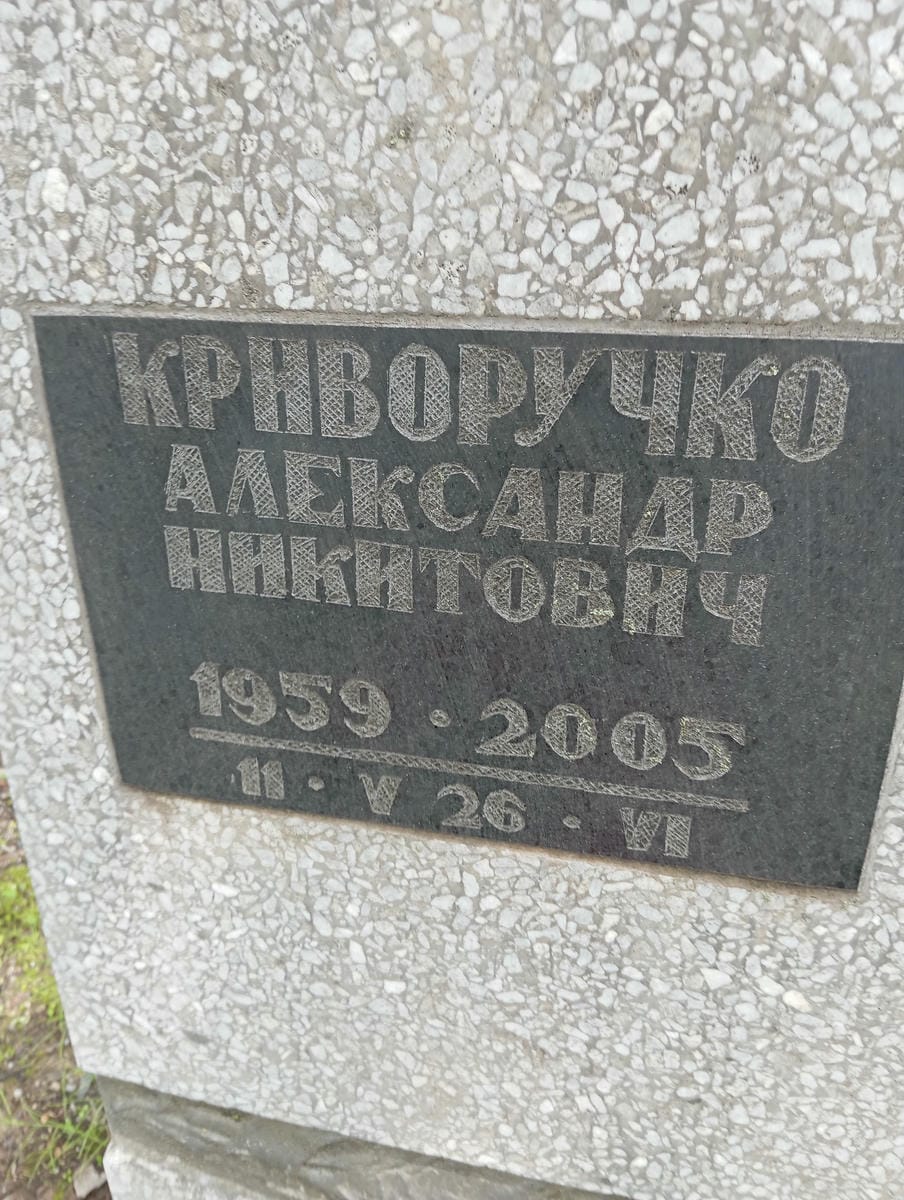 КРИВОРУЧКО
АЛЕКСАНДР
НИКИТОВИЧ
1959 · 2005
11 · V 26 · VI